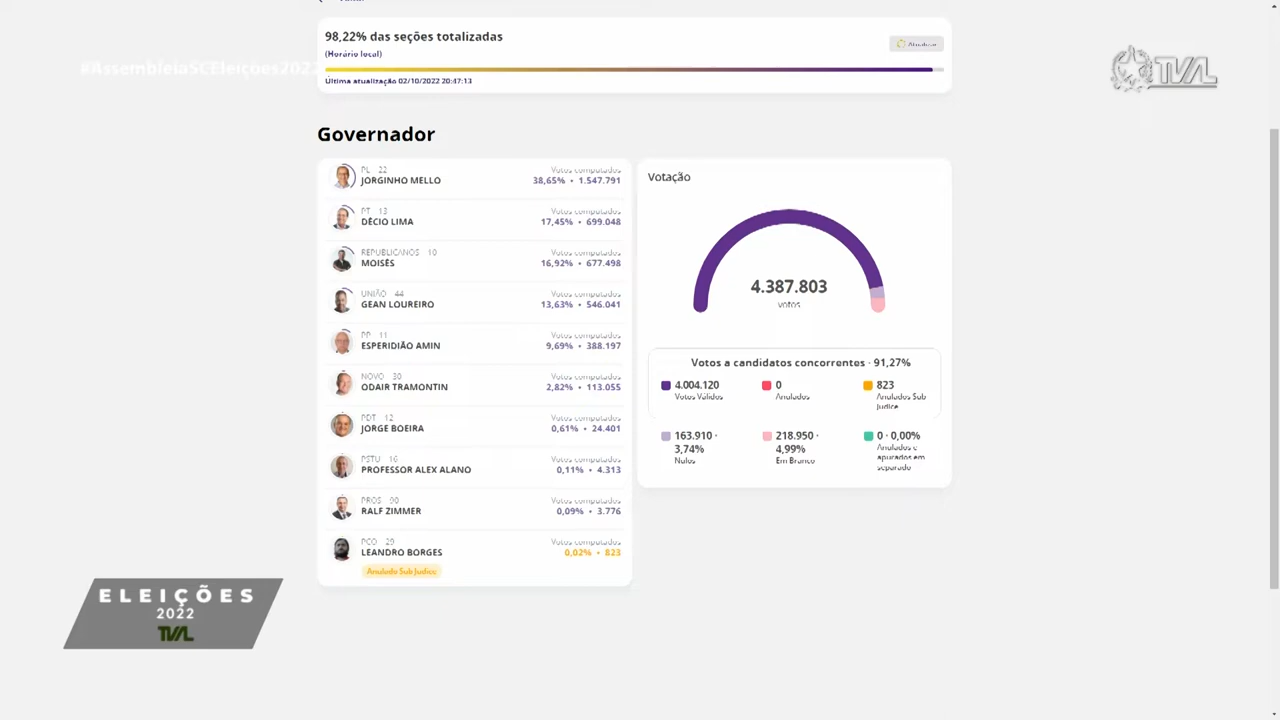 98,22% das seções totalizadas
(Horário local)
Atualizar
#AssembleiaSCEleições2022
Última atualização 02/10/2022 20:47:13
TVAL
Governador
PL · 22
JORGINHO MELLO
Votos computados
38,65% • 1.547.791
PT · 13
DÉCIO LIMA
Votos computados
17,45% • 699.048
REPUBLICANOS · 10
MOISÉS
Votos computados
16,92% • 677.498
UNIÃO · 44
GEAN LOUREIRO
Votos computados
13,63% • 546.041
PP · 11
ESPERIDIÃO AMIN
Votos computados
9,69% • 388.197
NOVO · 30
ODAIR TRAMONTIN
Votos computados
2,82% • 113.055
PDT · 12
JORGE BOEIRA
Votos computados
0,61% • 24.401
PSTU · 16
PROFESSOR ALEX ALANO
Votos computados
0,11% • 4.313
PROS · 90
RALF ZIMMER
Votos computados
0,09% • 3.776
PCO · 29
LEANDRO BORGES
Votos computados
0,02% • 823
Anulado Sub Judice
Votação
4.387.803
votos
Votos a candidatos concorrentes · 91,27%
4.004.120
Votos Válidos
0
Anulados
823
Anulados Sub
Judice
163.910 ·
3,74%
Nulos
218.950 ·
4,99%
Em Branco
0 · 0,00%
Anulados e
apurados em
separado
ELEIÇÕES
2022
TVAL